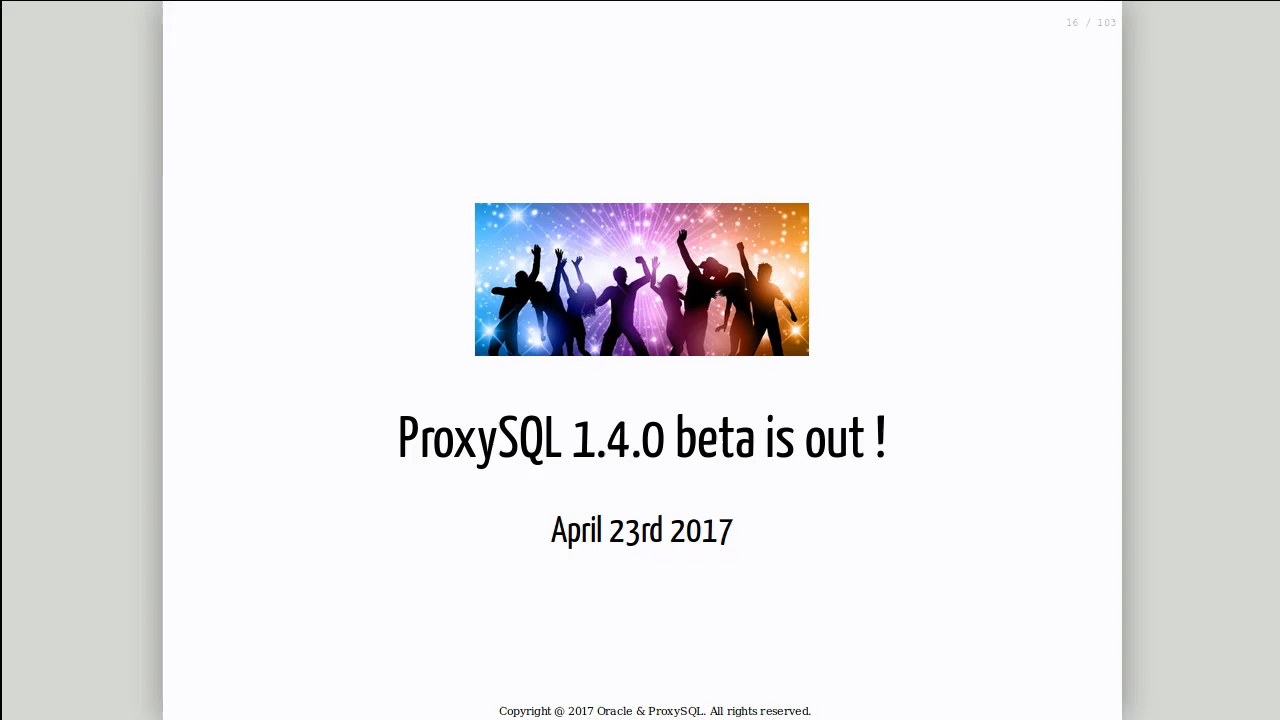 16 / 103
ProxySQL 1.4.0 beta is out !
April 23rd 2017
Copyright @ 2017 Oracle & ProxySQL. All rights reserved.